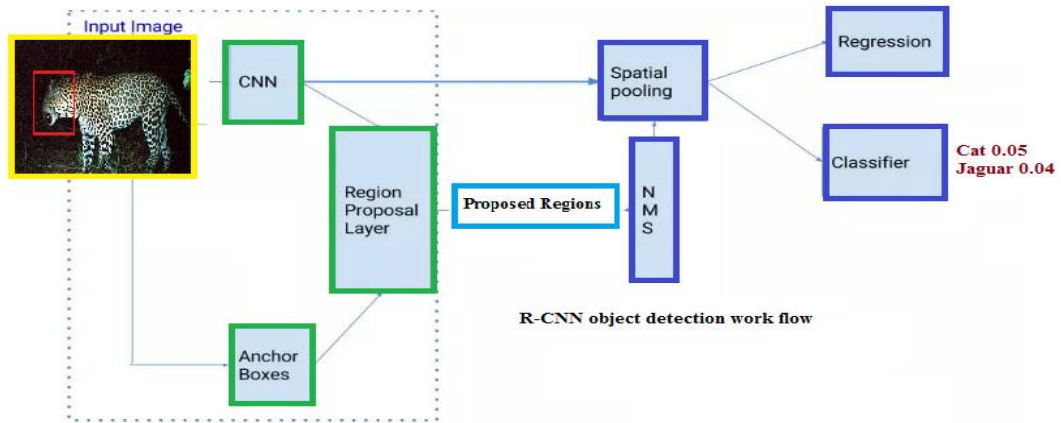 Input Image
CNN
Spatial
pooling
Regression
Classifier
Cat 0.05
Jaguar 0.04
Region
Proposal
Layer
Proposed Regions
N
M
S
R-CNN object detection work flow
Anchor
Boxes